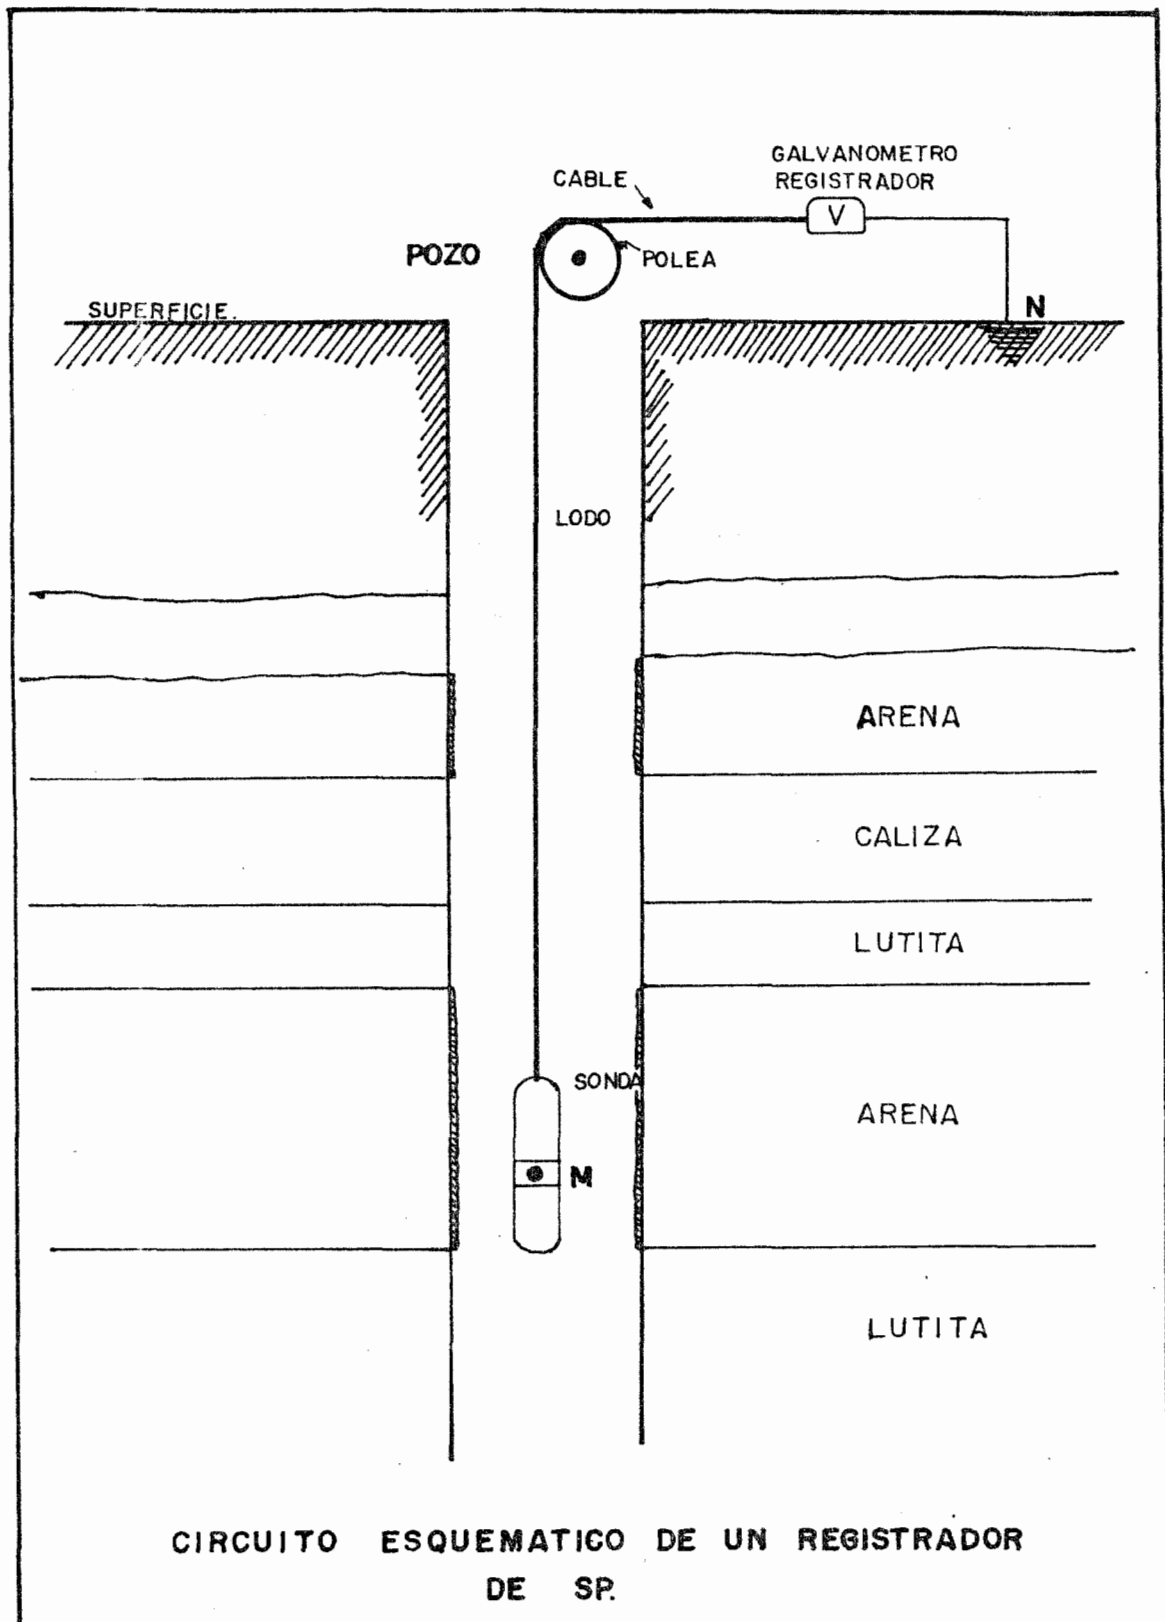 GALVANOMETRO
REGISTRADOR
CABLE
V
POZO
POLEA
SUPERFICIE.
N
LODO
ARENA
CALIZA
LUTITA
SONDA
ARENA
M
LUTITA
CIRCUITO ESQUEMATICO DE UN REGISTRADOR
DE SP.